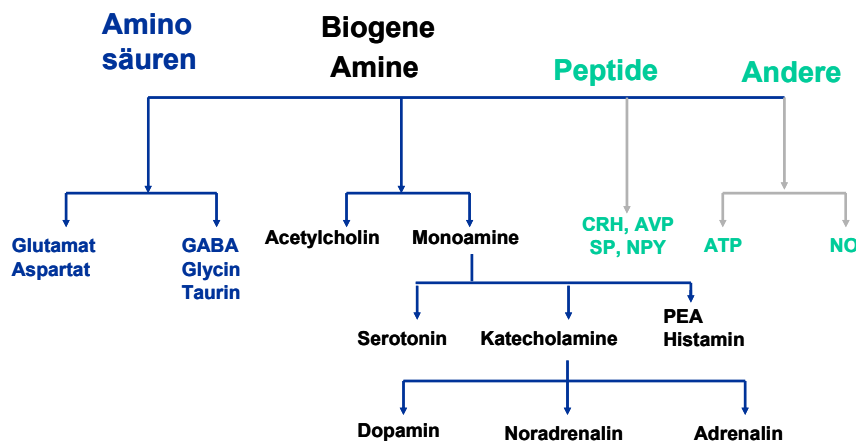 Amino
säuren
Biogene
Amine
Peptide
Andere
Glutamat
Aspartat
GABA
Glycin
Taurin
Acetylcholin
Monoamine
CRH, AVP
SP, NPY
ATP
NO
Serotonin
Katecholamine
PEA
Histamin
Dopamin
Noradrenalin
Adrenalin